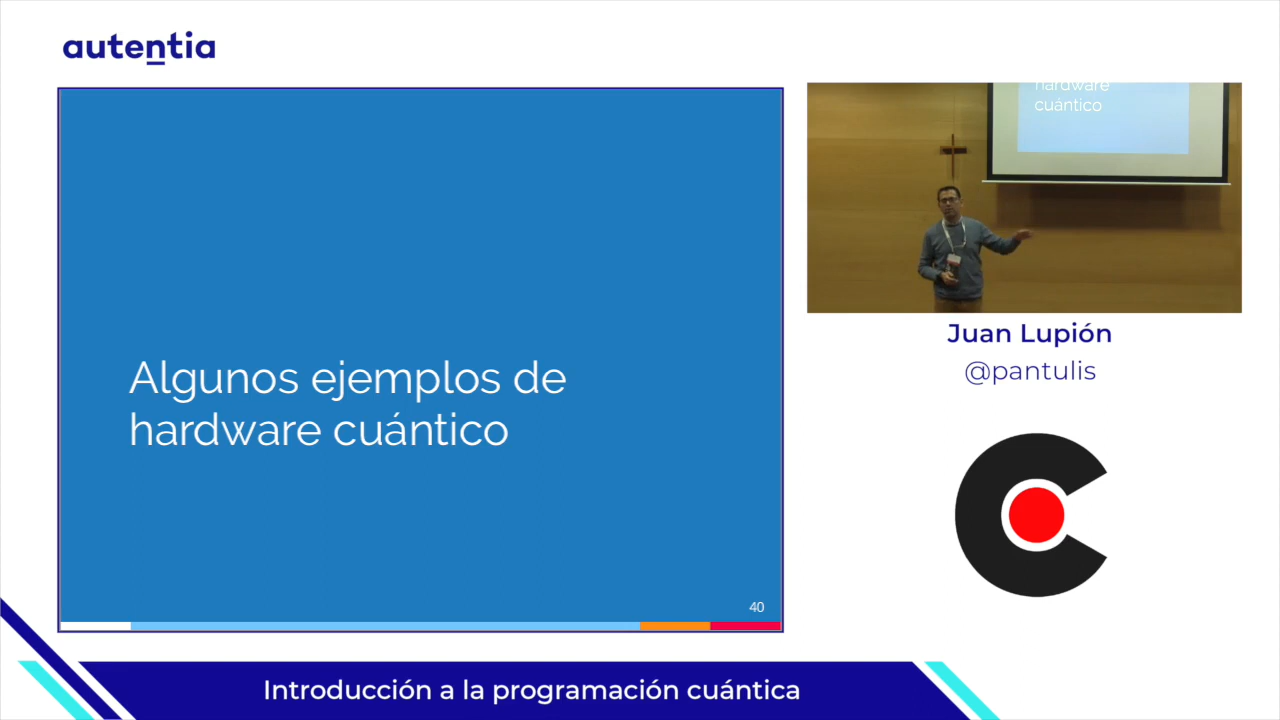 autentia
Algunos ejemplos de
hardware cuántico
40
hardware
cuántico
Juan Lupión
@pantulis
Introducción a la programación cuántica